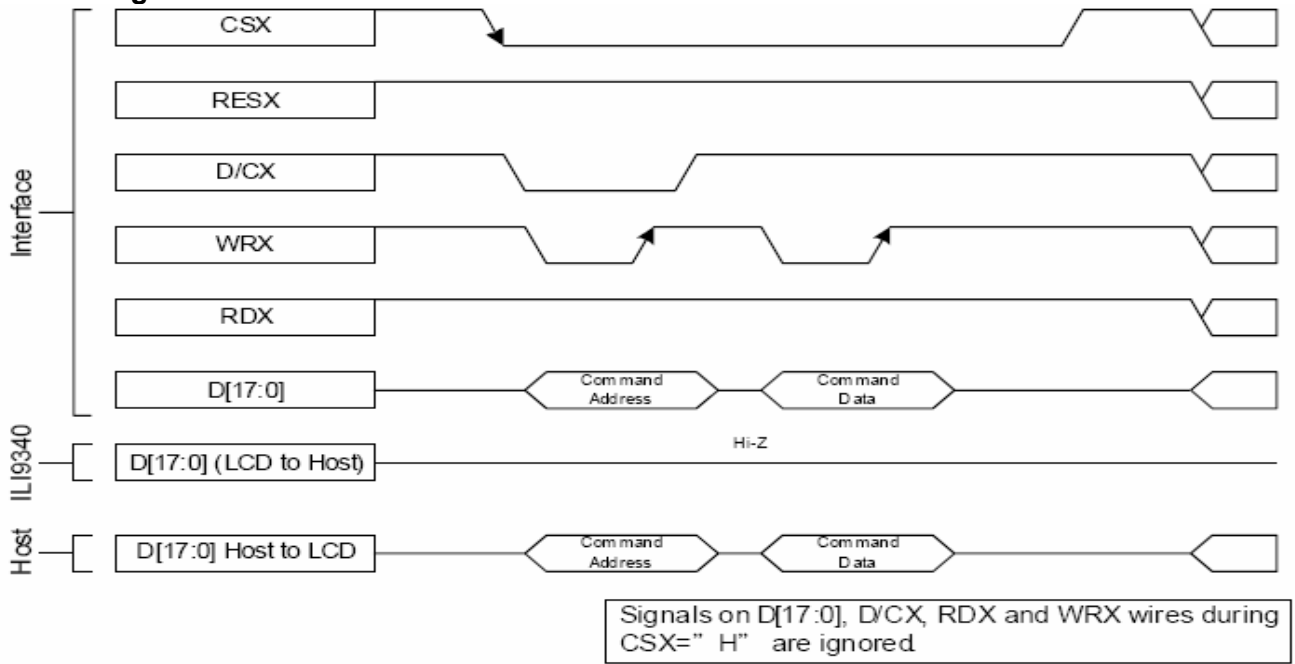 CSX
RESX
D/CX
WRX
RDX
D[17:0]
Interface
Command
Address
Command
Data
D[17:0] (LCD to Host)
ILI9340
Hi-Z
D[17:0] Host to LCD
Host
Command
Address
Command
Data
Signals on D[17:0], D/CX, RDX and WRX wires during
CSX=” H” are ignored.